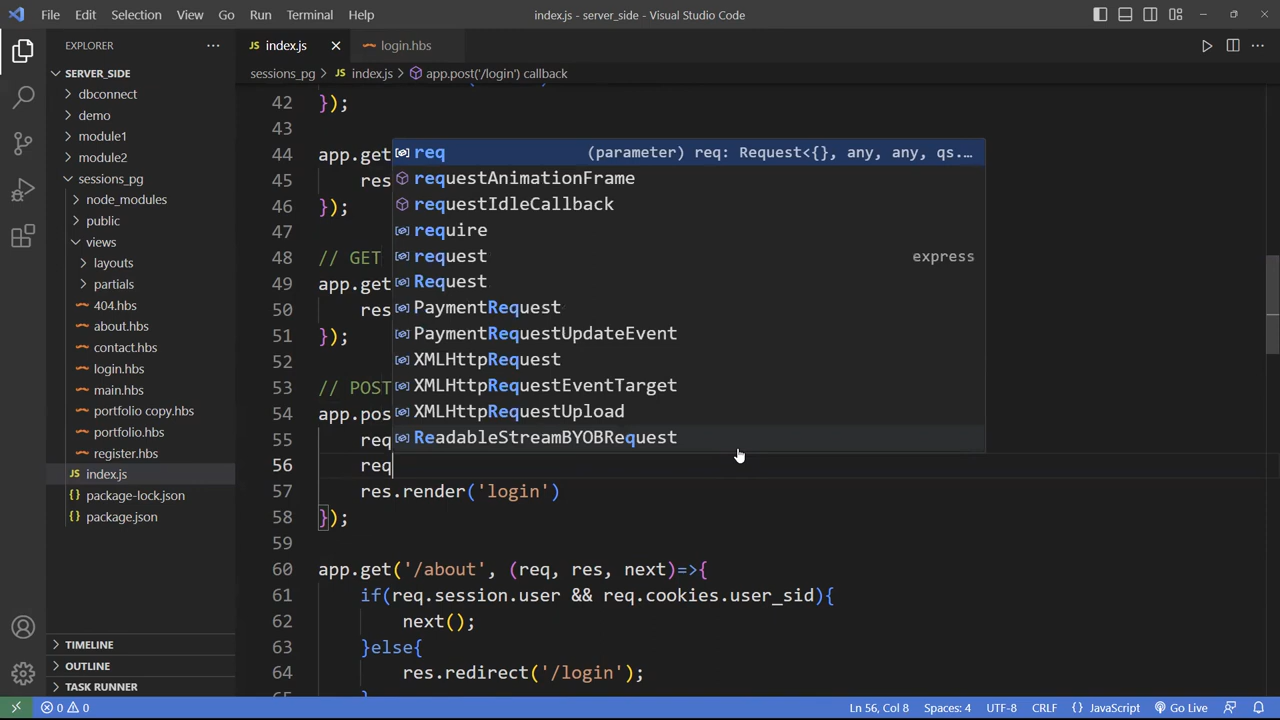 File Edit Selection View Go Run Terminal Help
index.js - server_side - Visual Studio Code
EXPLORER
SERVER_SIDE
dbconnect
demo
module1
module2
sessions_pg
node_modules
public
views
layouts
partials
404.hbs
about.hbs
contact.hbs
login.hbs
main.hbs
portfolio copy.hbs
portfolio.hbs
register.hbs
index.js
package-lock.json
package.json
TIMELINE
OUTLINE
TASK RUNNER
JS index.js login.hbs
sessions_pg > JS index.js > app.post('/login') callback
42 });
43
44 app.get
45 res
46 });
47
48 // GET
49 app.get
50 res
51 });
52
53 // POST
54 app.pos
55 req
56 req
57 res.render('login')
58 });
59
60 app.get('/about', (req, res, next)=>{
61 if(req.session.user && req.cookies.user_sid){
62 next();
63 }else{
64 res.redirect('/login');
req (parameter) req: Request<{}, any, any, qs.…
requestAnimationFrame
requestIdleCallback
require
request express
Request
PaymentRequest
PaymentRequestUpdateEvent
XMLHttpRequest
XMLHttpRequestEventTarget
XMLHttpRequestUpload
ReadableStreamBYOBRequest
0 0 Ln 56, Col 8 Spaces: 4 UTF-8 CRLF {} JavaScript Go Live